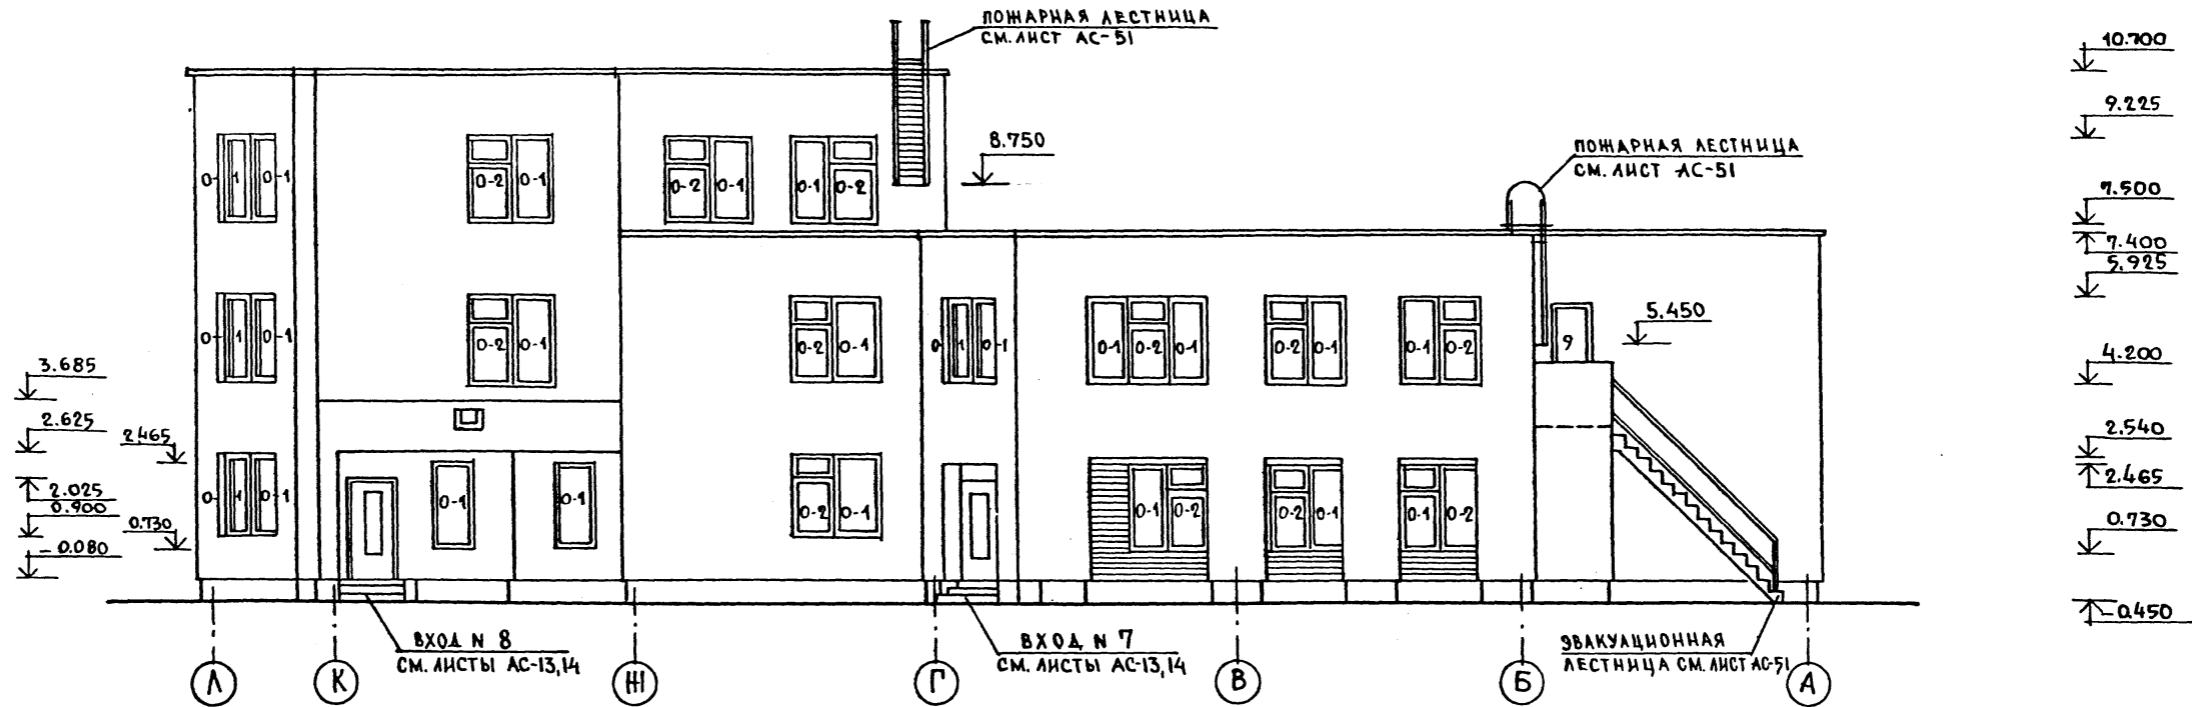 ПОЖАРНАЯ ЛЕСТНИЦА
СМ. ЛИСТ АС-51
10.700
9.225
8.750
ПОЖАРНАЯ ЛЕСТНИЦА
СМ. ЛИСТ АС-51
7.500
7.400
5.925
О-1 О-1
О-2 О-1
О-2 О-1
О-1 О-2
5.450
О-1 О-1
О-2 О-1
О-2 О-1
О-1 О-1
О-1 О-2 О-1
О-2 О-1
О-1 О-2
9
4.200
3.685
2.625
2.465
2.540
2.465
2.025
0.900
0.730
-0.080
О-1 О-1
О-1
О-1
О-2 О-1
О-1 О-2
О-2 О-1
О-1 О-2
0.730
-0.450
ВХОД N 8
СМ. ЛИСТЫ АС-13,14
ВХОД N 7
СМ. ЛИСТЫ АС-13,14
ЭВАКУАЦИОННАЯ
ЛЕСТНИЦА СМ. ЛИСТ АС-51
Л
К
Ж
Г
В
Б
А